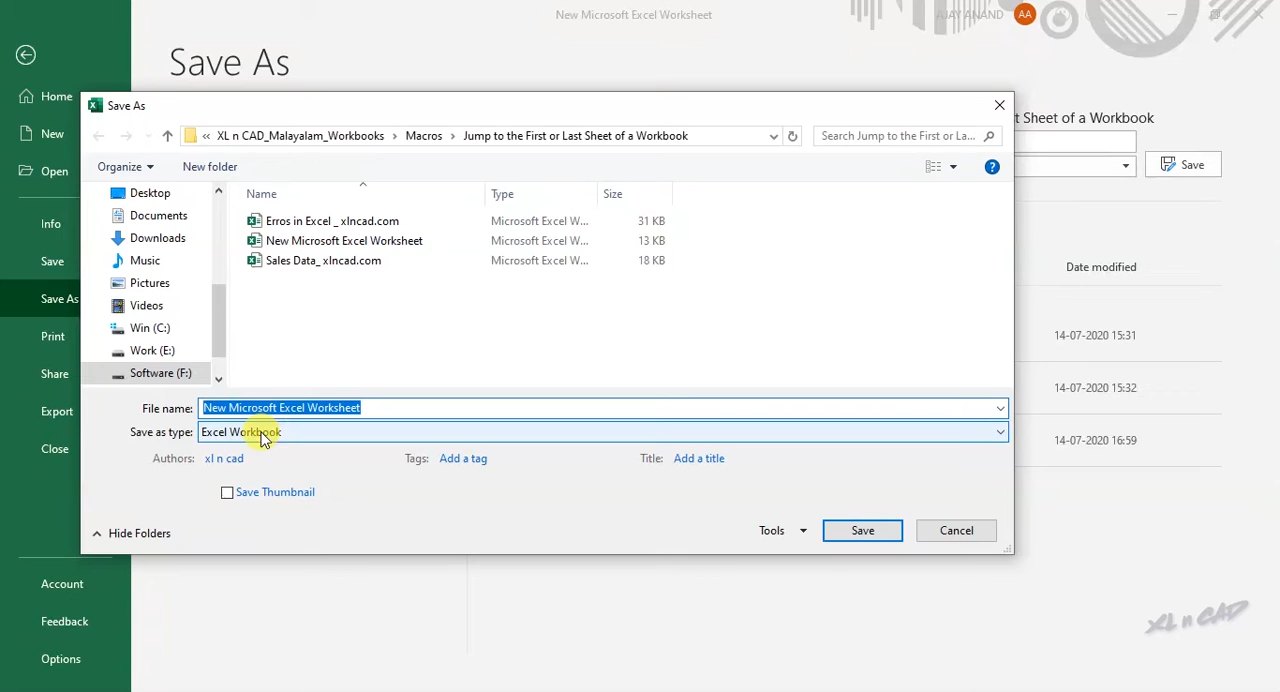 New Microsoft Excel Worksheet
AJAY ANAND AA
Save As
Home
New
Open
Info
Save
Save As
Print
Share
Export
Close
Account
Feedback
Options
Save As
« XL n CAD_Malayalam_Workbooks > Macros > Jump to the First or Last Sheet of a Workbook
Search Jump to the First or La...
Organize
New folder
Desktop
Documents
Downloads
Music
Pictures
Videos
Win (C:)
Work (E:)
Software (F:)
Name Type Size
Erros in Excel _ xlncad.com Microsoft Excel W... 31 KB
New Microsoft Excel Worksheet Microsoft Excel W... 13 KB
Sales Data_ xlncad.com Microsoft Excel W... 18 KB
File name: New Microsoft Excel Worksheet
Save as type: Excel Workbook
Authors: xl n cad Tags: Add a tag Title: Add a title
Save Thumbnail
Hide Folders
Tools Save Cancel
t Sheet of a Workbook
Save
Date modified
14-07-2020 15:31
14-07-2020 15:32
14-07-2020 16:59
XL n CAD